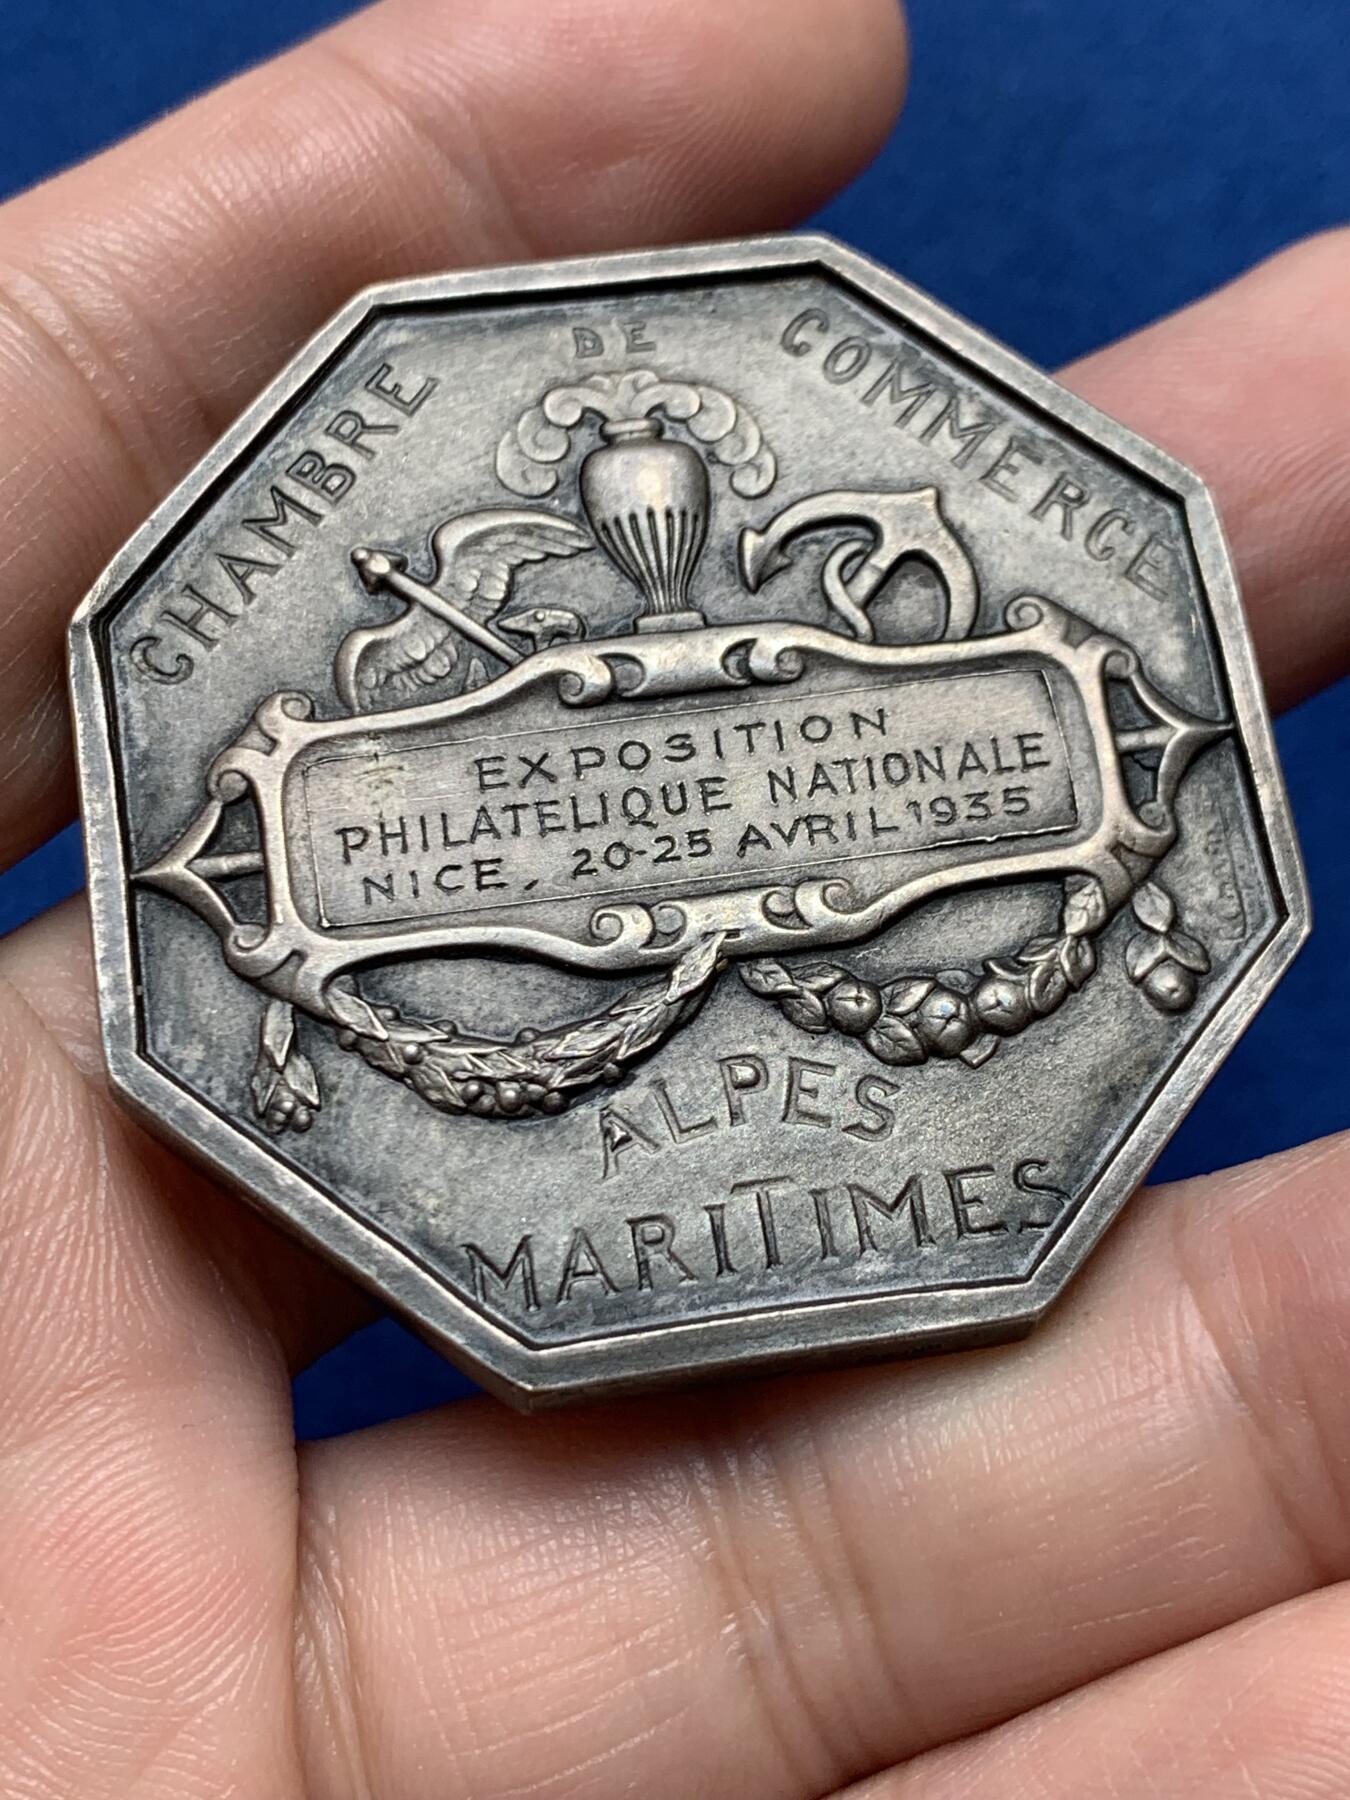 CHAMBRE DE COMMERCE
EXPOSITION
PHILATELIQUE NATIONALE
NICE, 20-25 AVRIL 1935
ALPES
MARITIMES